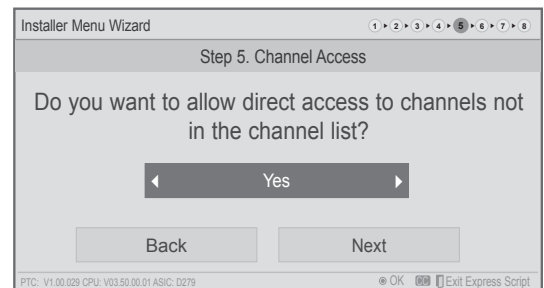 Installer Menu Wizard 1 2 3 4 5 6 7 8
Step 5. Channel Access
Do you want to allow direct access to channels not
in the channel list?
Yes
Back Next
PTC: V1.00.029 CPU: V03.50.00.01 ASIC: D279 OK CC Exit Express Script